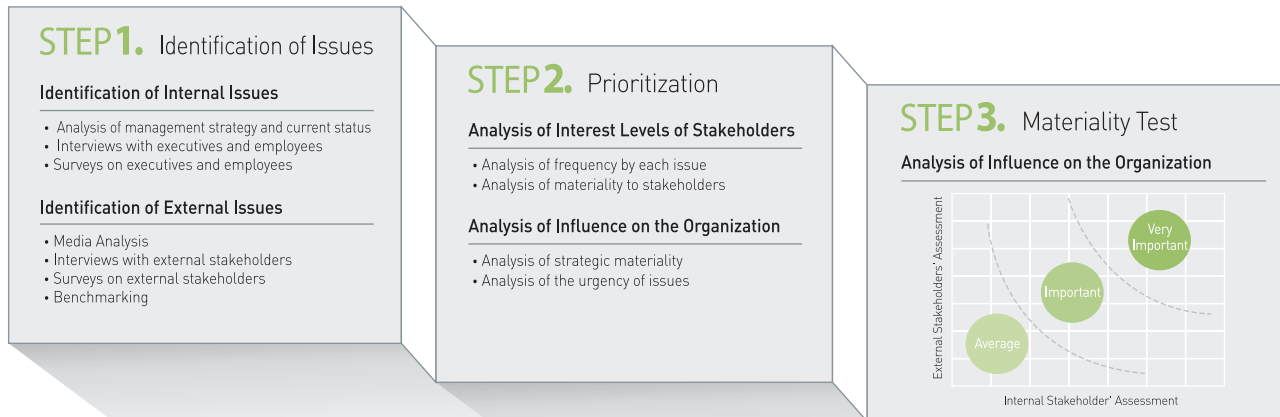 STEP 1. Identification of Issues
Identification of Internal Issues
• Analysis of management strategy and current status
• Interviews with executives and employees
• Surveys on executives and employees
Identification of External Issues
• Media Analysis
• Interviews with external stakeholders
• Surveys on external stakeholders
• Benchmarking
STEP 2. Prioritization
Analysis of Interest Levels of Stakeholders
• Analysis of frequency by each issue
• Analysis of materiality to stakeholders
Analysis of Influence on the Organization
• Analysis of strategic materiality
• Analysis of the urgency of issues
STEP 3. Materiality Test
Analysis of Influence on the Organization
External Stakeholders' Assessment
Very
Important
Important
Average
Internal Stakeholder' Assessment